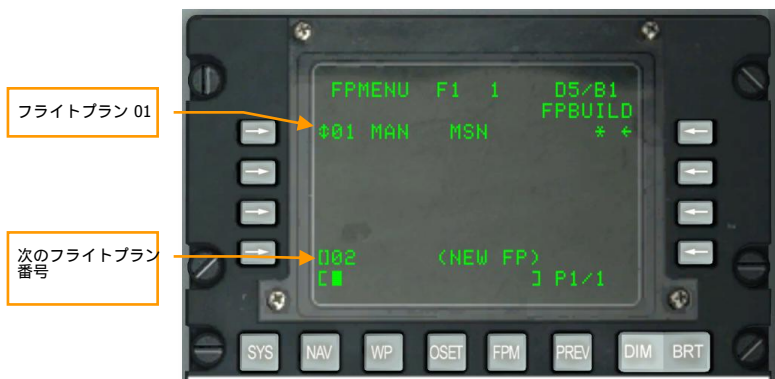 フライトプラン 01
次のフライトプラン
番号
FPMENU F1 1 D5/B1
FPBUILD
⌽01 MAN MSN * ←
[]02 (NEW FP)
[█ ] P1/1
SYS NAV WP OSET FPM PREV DIM BRT